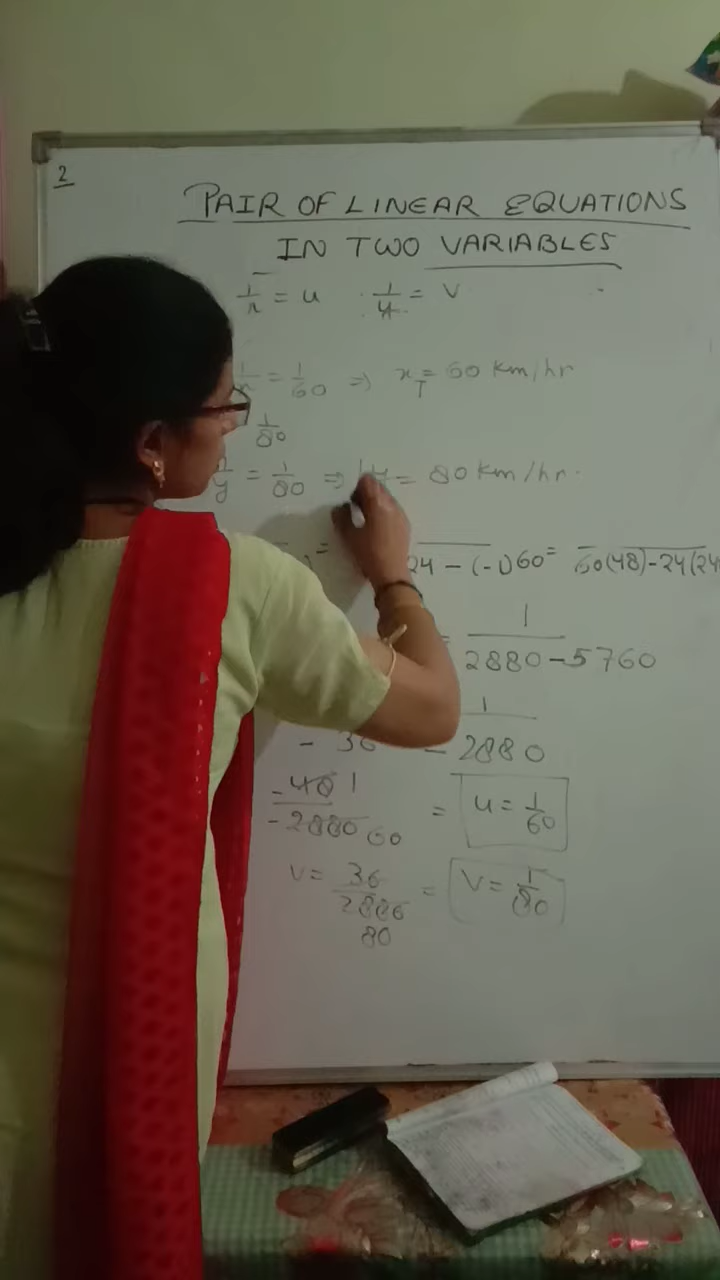 2
PAIR OF LINEAR EQUATIONS
IN TWO VARIABLES
1/x = u 1/y = v
= 1/60 => x = 60 km/hr
1/80
y = 1/80 => = 80 km/hr.
= 24 - (-1)60 = 60(48) - 24(24
= 1/2880 - 5760
- 36 1/- 2880
- 48 1/- 2880 60 = u = 1/60
v = 36/2880 80 = v = 1/80